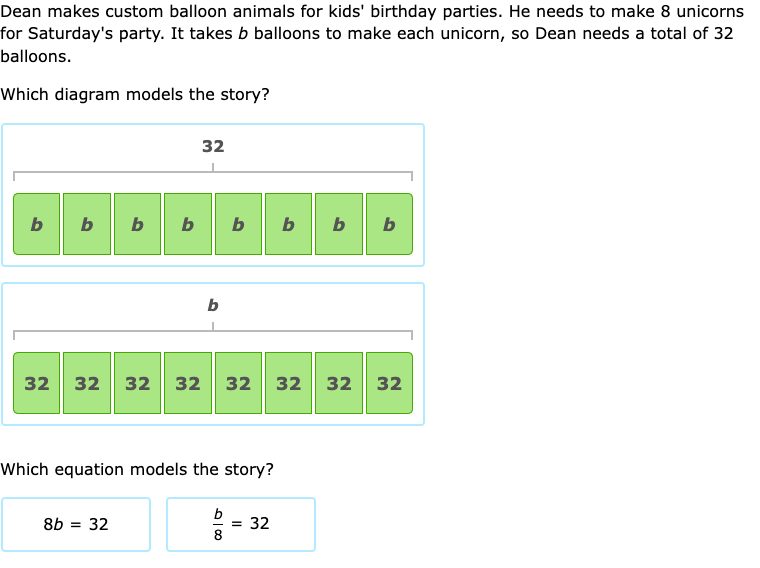 Dean makes custom balloon animals for kids' birthday parties. He needs to make 8 unicorns
for Saturday's party. It takes b balloons to make each unicorn, so Dean needs a total of 32
balloons.
Which diagram models the story?
32
b b b b b b b b
b
32 32 32 32 32 32 32 32
Which equation models the story?
8b = 32
b/8 = 32